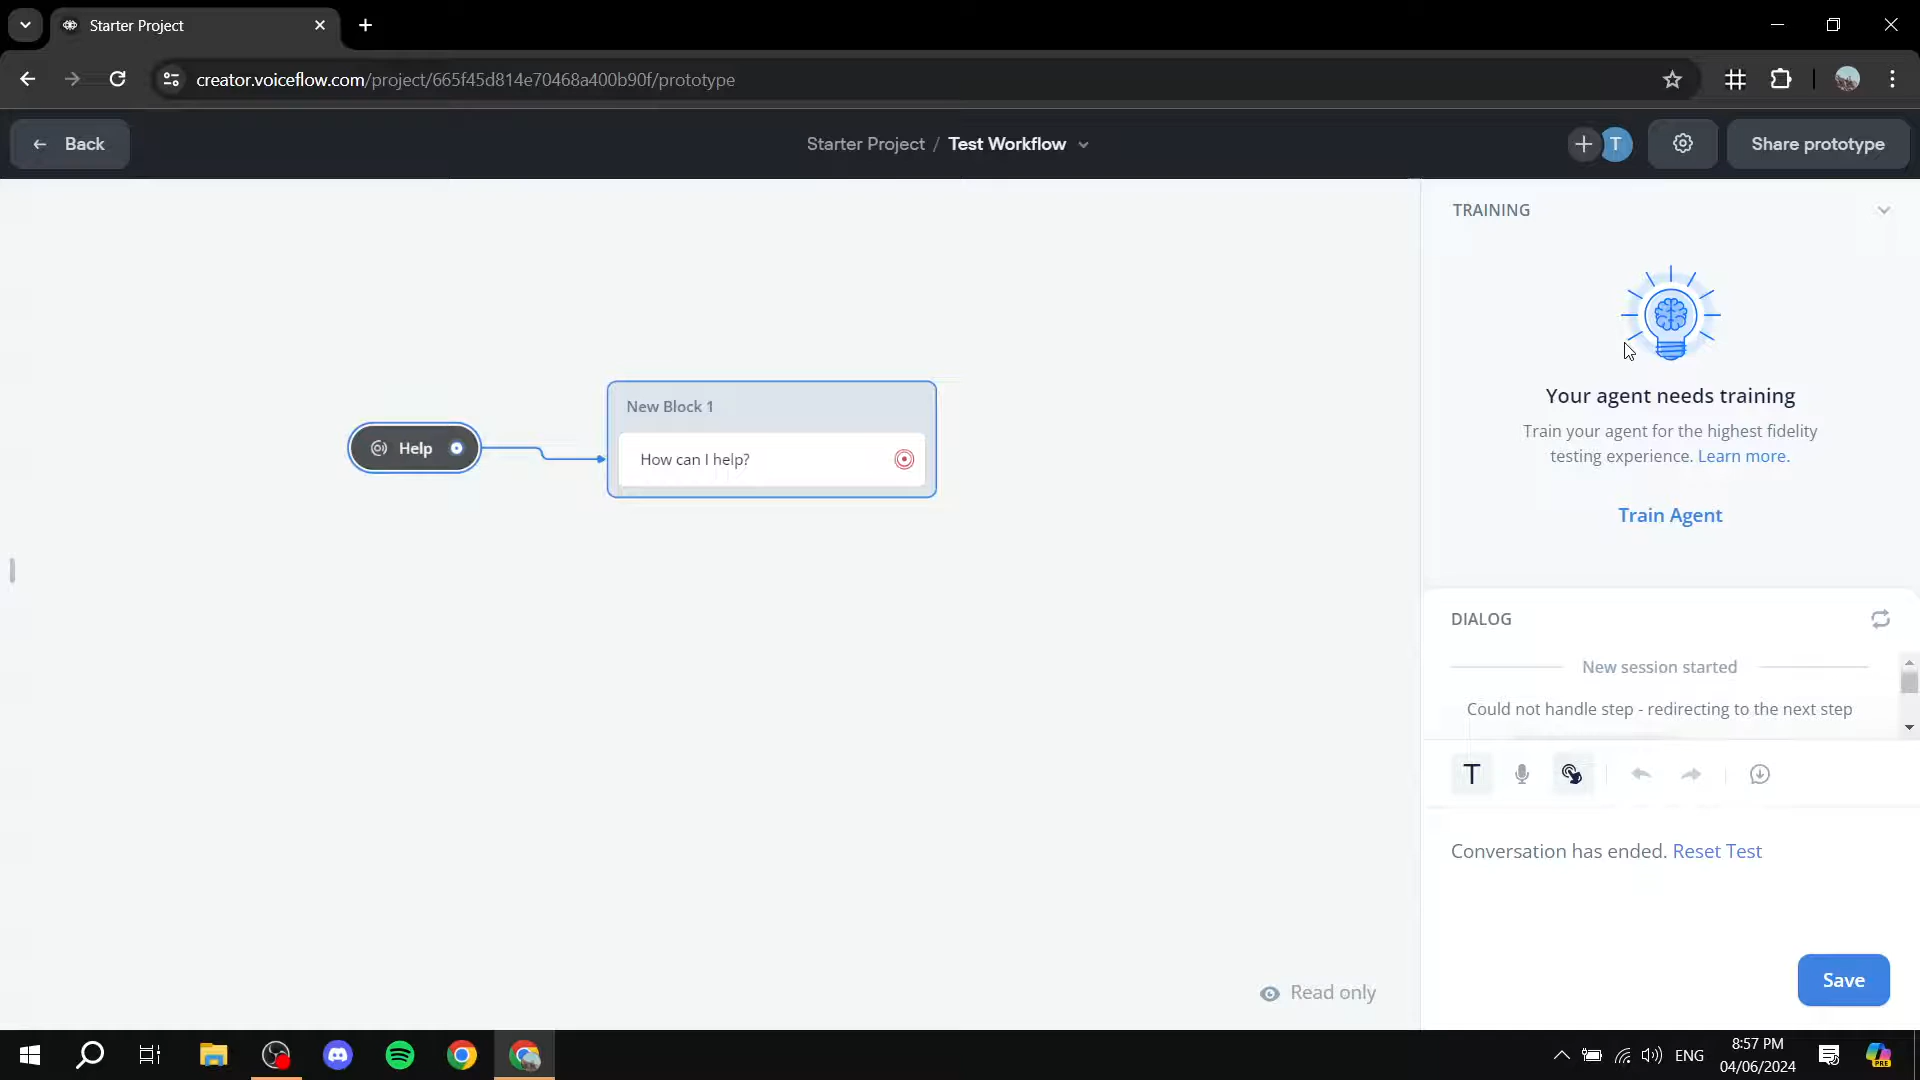 Starter Project
creator.voiceflow.com/project/665f45d814e70468a400b90f/prototype
Back
Starter Project / Test Workflow
T
Share prototype
TRAINING
Your agent needs training
Train your agent for the highest fidelity
testing experience. Learn more.
Train Agent
New Block 1
Help
How can I help?
DIALOG
New session started
Could not handle step - redirecting to the next step
T
Conversation has ended. Reset Test
Save
Read only
ENG
8:57 PM
04/06/2024
PRE